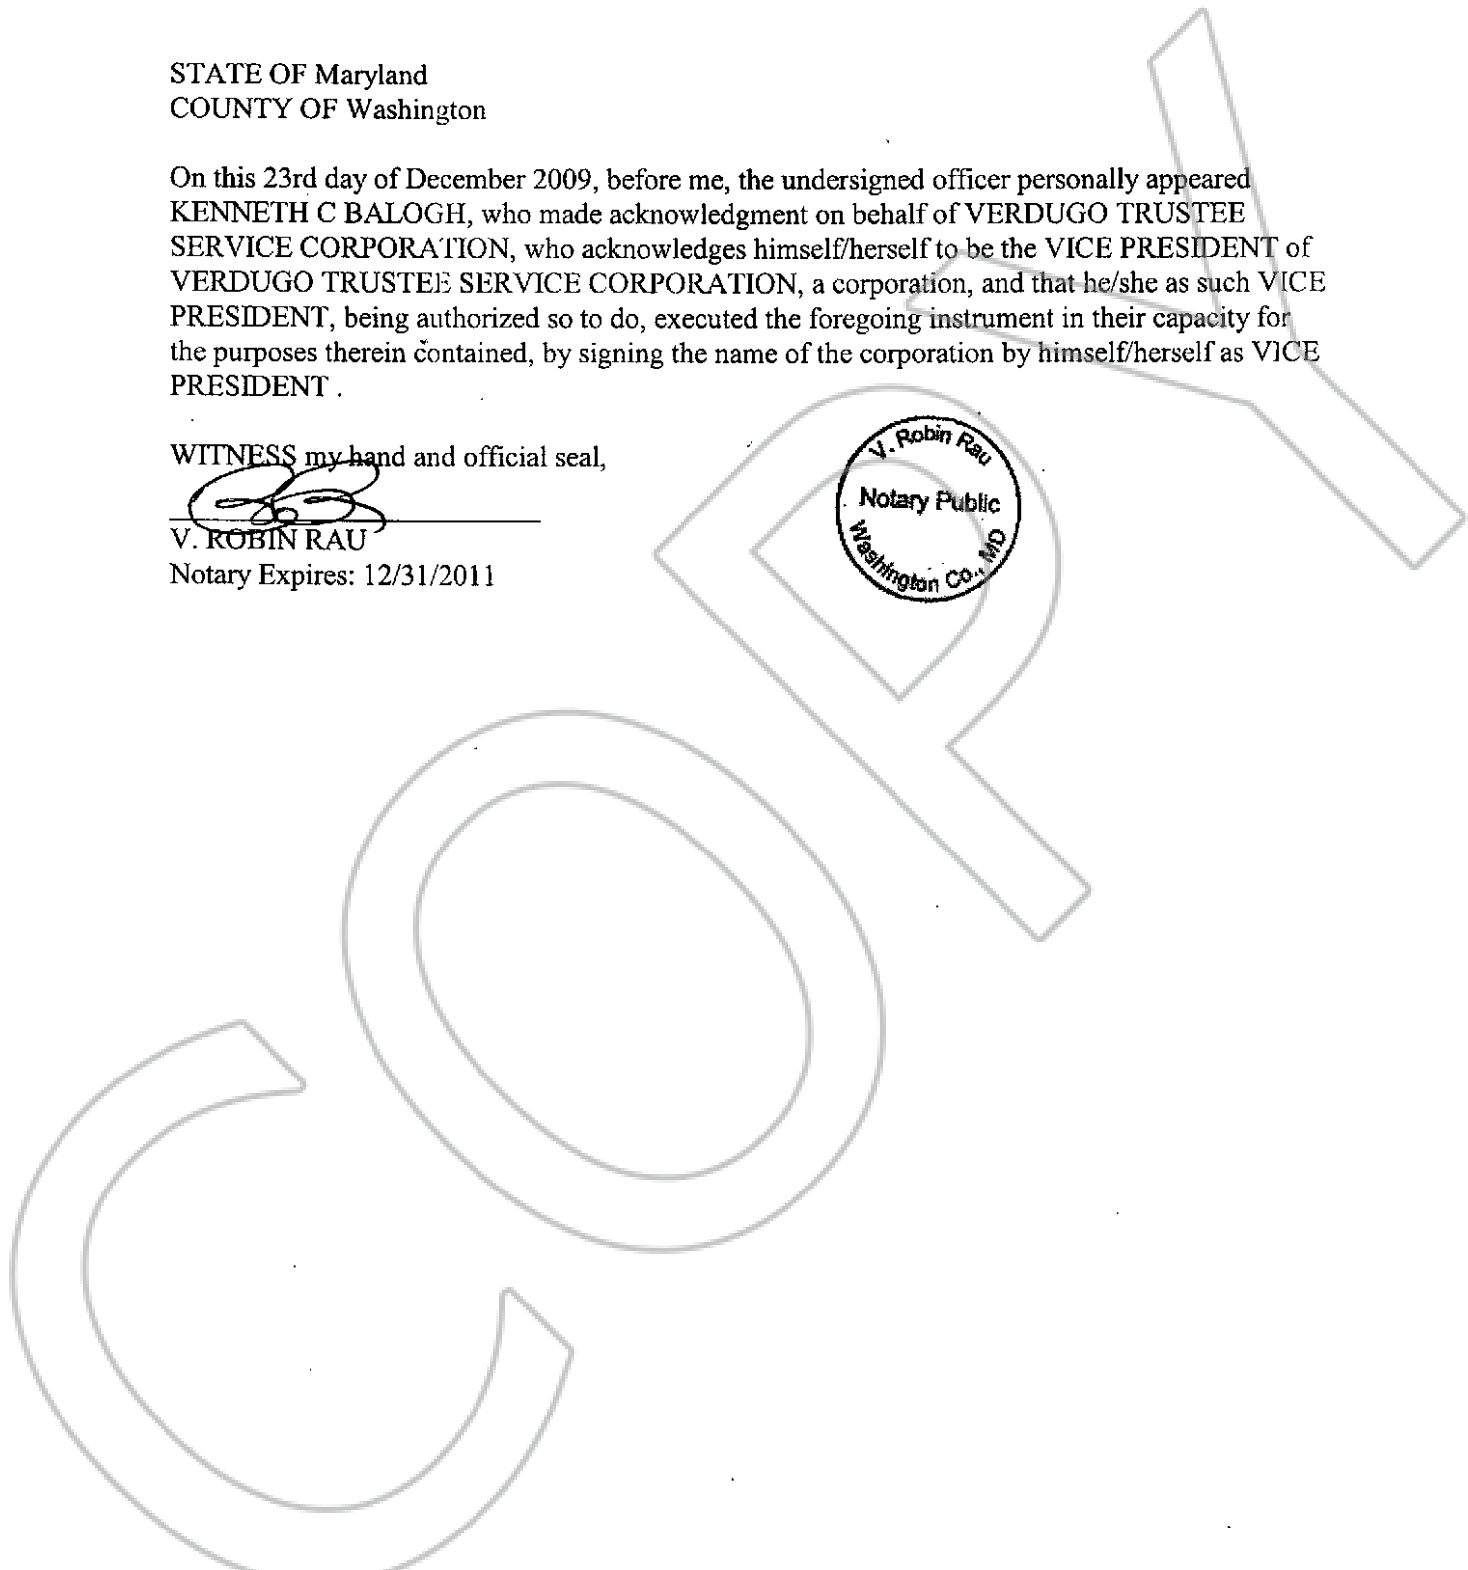 STATE OF Maryland
COUNTY OF Washington
On this 23rd day of December 2009, before me, the undersigned officer personally appeared
KENNETH C BALOGH, who made acknowledgment on behalf of VERDUGO TRUSTEE
SERVICE CORPORATION, who acknowledges himself/herself to be the VICE PRESIDENT of
VERDUGO TRUSTEE SERVICE CORPORATION, a corporation, and that he/she as such VICE
PRESIDENT, being authorized so to do, executed the foregoing instrument in their capacity for
the purposes therein contained, by signing the name of the corporation by himself/herself as VICE
PRESIDENT .
WITNESS my hand and official seal,
V. ROBIN RAU
Notary Expires: 12/31/2011
V. Robin Rau
Notary Public
Washington Co., MD
COPY